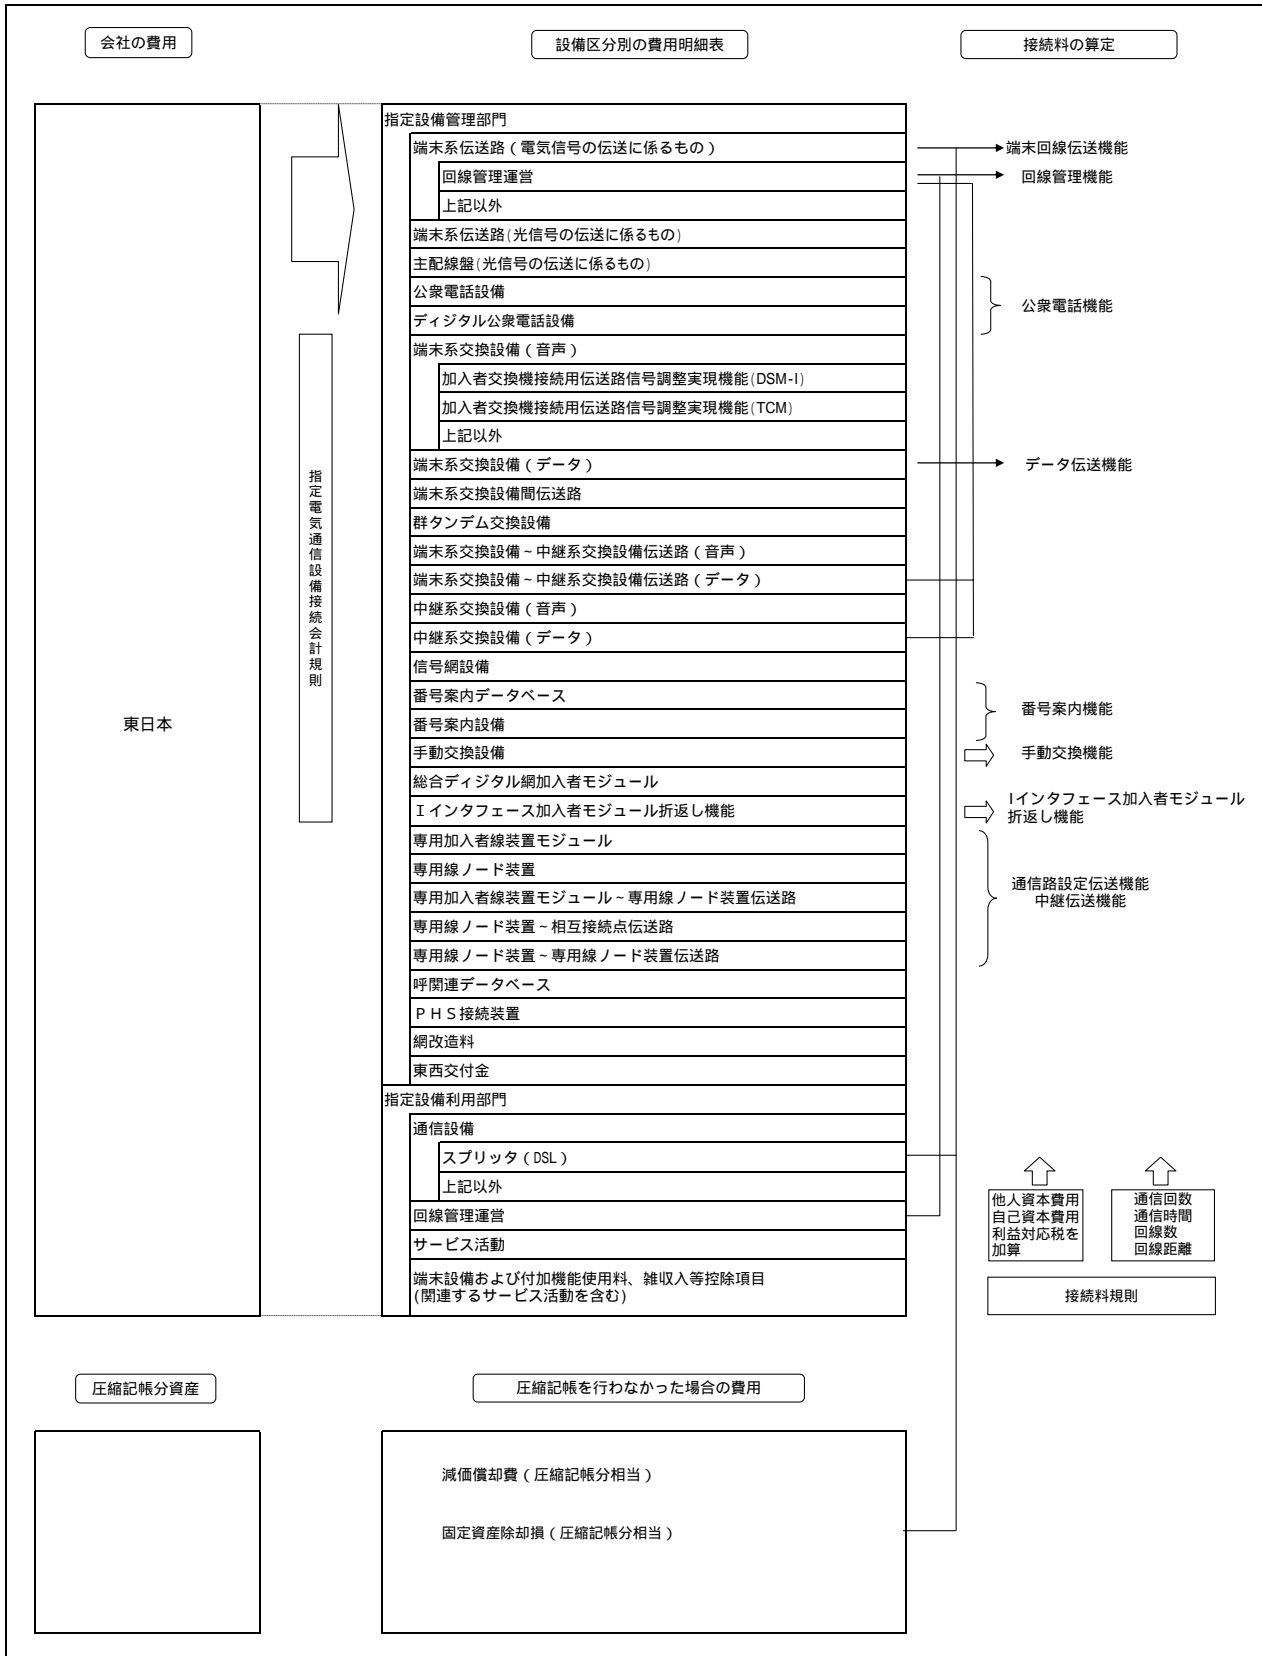 会社の費用
設備区分別の費用明細表
接続料の算定
東日本
指定電気通信設備接続会計規則
指定設備管理部門
端末系伝送路（電気信号の伝送に係るもの）
回線管理運営
上記以外
端末系伝送路(光信号の伝送に係るもの)
主配線盤(光信号の伝送に係るもの)
公衆電話設備
ディジタル公衆電話設備
端末系交換設備（音声）
加入者交換機接続用伝送路信号調整実現機能(DSM-I)
加入者交換機接続用伝送路信号調整実現機能(TCM)
上記以外
端末系交換設備（データ）
端末系交換設備間伝送路
群タンデム交換設備
端末系交換設備～中継系交換設備伝送路（音声）
端末系交換設備～中継系交換設備伝送路（データ）
中継系交換設備（音声）
中継系交換設備（データ）
信号網設備
番号案内データベース
番号案内設備
手動交換設備
総合ディジタル網加入者モジュール
Ｉインタフェース加入者モジュール折返し機能
専用加入者線装置モジュール
専用線ノード装置
専用加入者線装置モジュール～専用線ノード装置伝送路
専用線ノード装置～相互接続点伝送路
専用線ノード装置～専用線ノード装置伝送路
呼関連データベース
ＰＨＳ接続装置
網改造料
東西交付金
指定設備利用部門
通信設備
スプリッタ（DSL）
上記以外
回線管理運営
サービス活動
端末設備および付加機能使用料、雑収入等控除項目
(関連するサービス活動を含む)
端末回線伝送機能
回線管理機能
公衆電話機能
データ伝送機能
番号案内機能
手動交換機能
Iインタフェース加入者モジュール
折返し機能
通信路設定伝送機能
中継伝送機能
他人資本費用
自己資本費用
利益対応税を
加算
通信回数
通信時間
回線数
回線距離
接続料規則
圧縮記帳分資産
圧縮記帳を行わなかった場合の費用
減価償却費（圧縮記帳分相当）
固定資産除却損（圧縮記帳分相当）